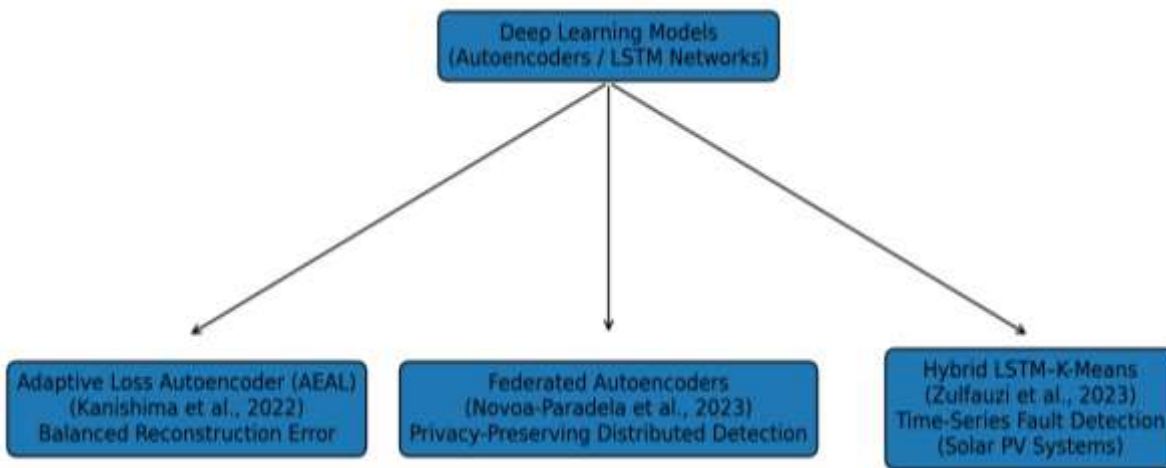 Deep Learning Models
(Autoencoders / LSTM Networks)
Adaptive Loss Autoencoder (AEAL)
(Kanishima et al., 2022)
Balanced Reconstruction Error
Federated Autoencoders
(Novoa-Paradela et al., 2023)
Privacy-Preserving Distributed Detection
Hybrid LSTM–K-Means
(Zulfauzi et al., 2023)
Time-Series Fault Detection
(Solar PV Systems)